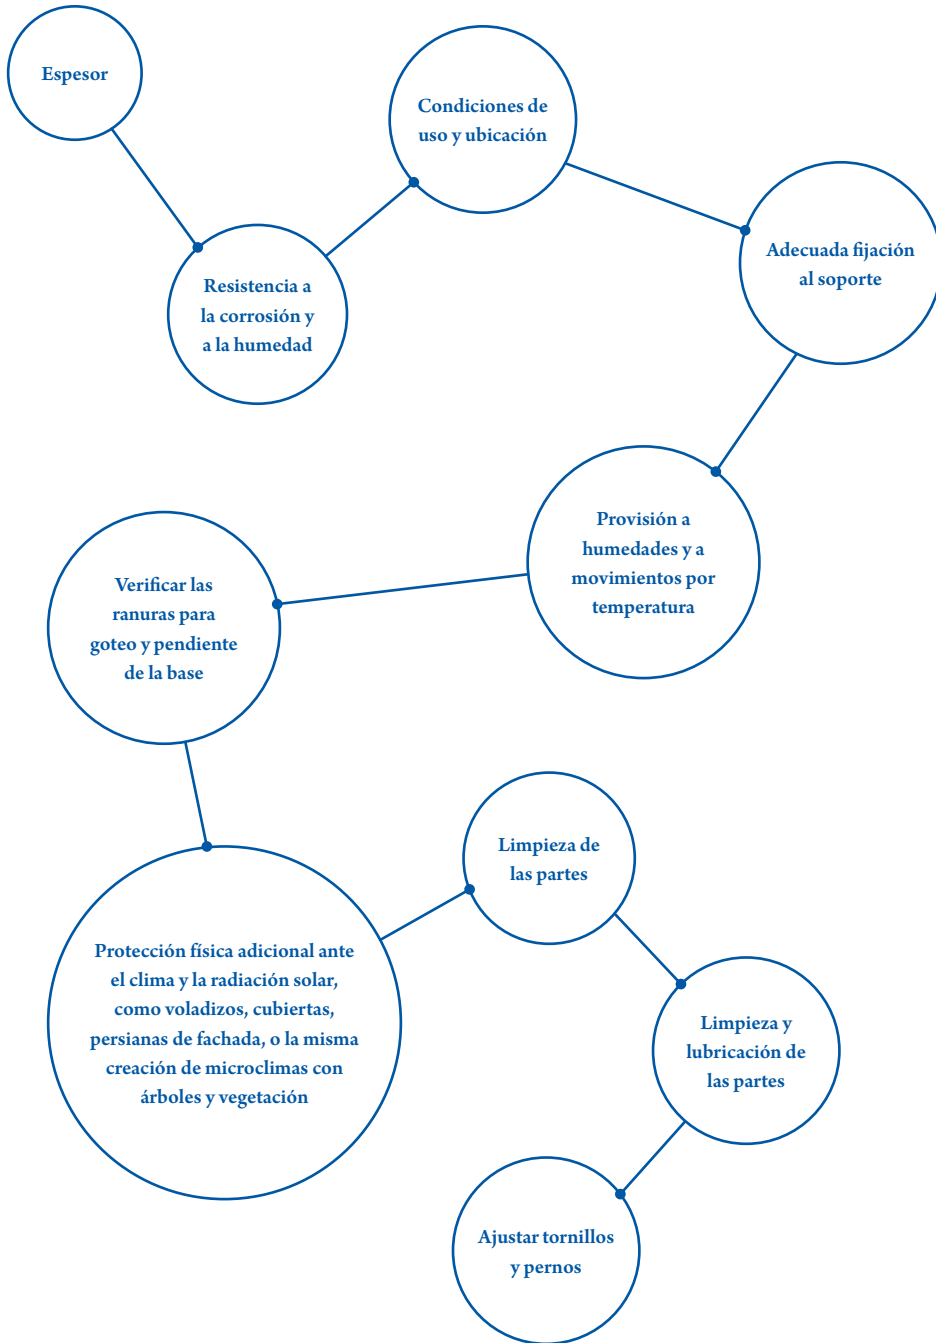 Espesor
Condiciones de
uso y ubicación
Adecuada fijación
al soporte
Resistencia a
la corrosión y
a la humedad
Provisión a
humedades y a
movimientos por
temperatura
Verificar las
ranuras para
goteo y pendiente
de la base
Protección física adicional ante
el clima y la radiación solar,
como voladizos, cubiertas,
persianas de fachada, o la misma
creación de microclimas con
árboles y vegetación
Limpieza de
las partes
Limpieza y
lubricación de
las partes
Ajustar tornillos
y pernos